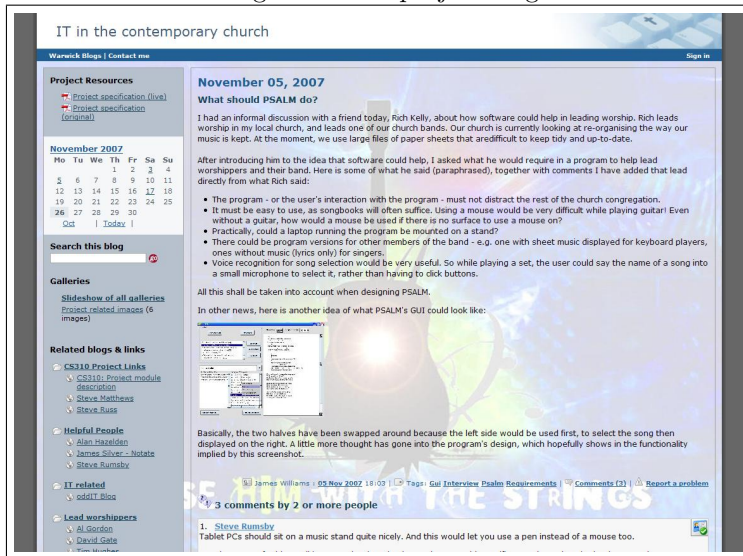 IT in the contemporary church
Warwick Blogs | Contact me
Sign in
Project Resources
Project specification (live)
Project specification
(original)
November 2007
Mo Tu We Th Fr Sa Su
1 2 3 4
5 6 7 8 9 10 11
12 13 14 15 16 17 18
19 20 21 22 23 24 25
26 27 28 29 30
Oct | Today |
Search this blog
Galleries
Slideshow of all galleries
Project related images (6
images)
Related blogs & links
CS310 Project Links
CS310: Project module
description
Steve Matthews
Steve Russ
Helpful People
Alan Hazelden
James Silver - Notate
Steve Rumsby
IT related
oddIT Blog
Lead worshippers
Al Gordon
David Gate
Tim Hughes
November 05, 2007
What should PSALM do?
I had an informal discussion with a friend today, Rich Kelly, about how software could help in leading worship. Rich leads
worship in my local church, and leads one of our church bands. Our church is currently looking at re-organising the way our
music is kept. At the moment, we use large files of paper sheets that aredifficult to keep tidy and up-to-date.
After introducing him to the idea that software could help, I asked what he would require in a program to help lead
worshippers and their band. Here is some of what he said (paraphrased), together with comments I have added that lead
directly from what Rich said:
• The program - or the user's interaction with the program - must not distract the rest of the church congregation.
• It must be easy to use, as songbooks will often suffice. Using a mouse would be very difficult while playing guitar! Even
without a guitar, how would a mouse be used if there is no surface to use a mouse on?
• Practically, could a laptop running the program be mounted on a stand?
• There could be program versions for other members of the band - e.g. one with sheet music displayed for keyboard players,
ones without music (lyrics only) for singers.
• Voice recognition for song selection would be very useful. So while playing a set, the user could say the name of a song into
a small microphone to select it, rather than having to click buttons.
All this shall be taken into account when designing PSALM.
In other news, here is another idea of what PSALM's GUI could look like:
Basically, the two halves have been swapped around because the left side would be used first, to select the song then
displayed on the right. A little more thought has gone into the program's design, which hopefully shows in the functionality
implied by this screenshot.
James Williams : 05 Nov 2007 18:03 | Tags: Gui Interview Psalm Requirements | Comments (3) | Report a problem
HIM WITH THE STRINGS
3 comments by 2 or more people
1. Steve Rumsby
Tablet PCs should sit on a music stand quite nicely. And this would let you use a pen instead of a mouse too.